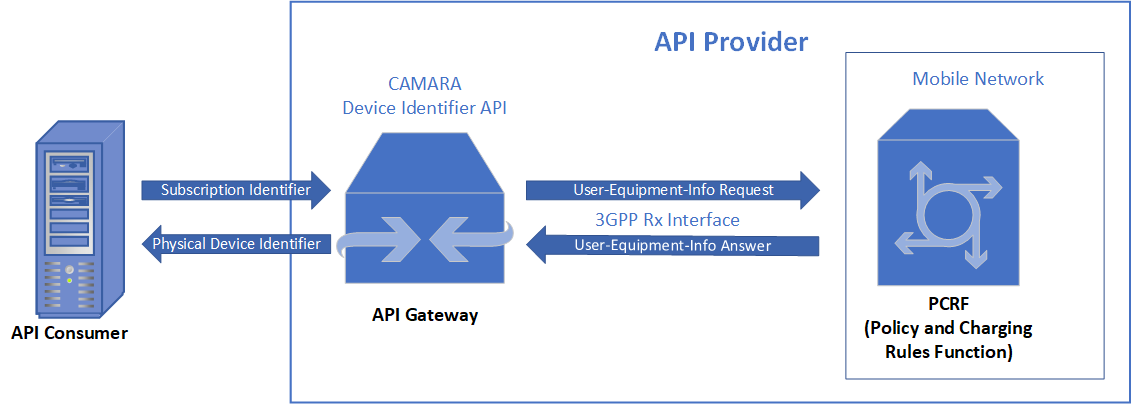 API Provider
Mobile Network
CAMARA
Device Identifier API
Subscription Identifier
User-Equipment-Info Request
3GPP Rx Interface
Physical Device Identifier
User-Equipment-Info Answer
API Consumer
API Gateway
PCRF
(Policy and Charging
Rules Function)